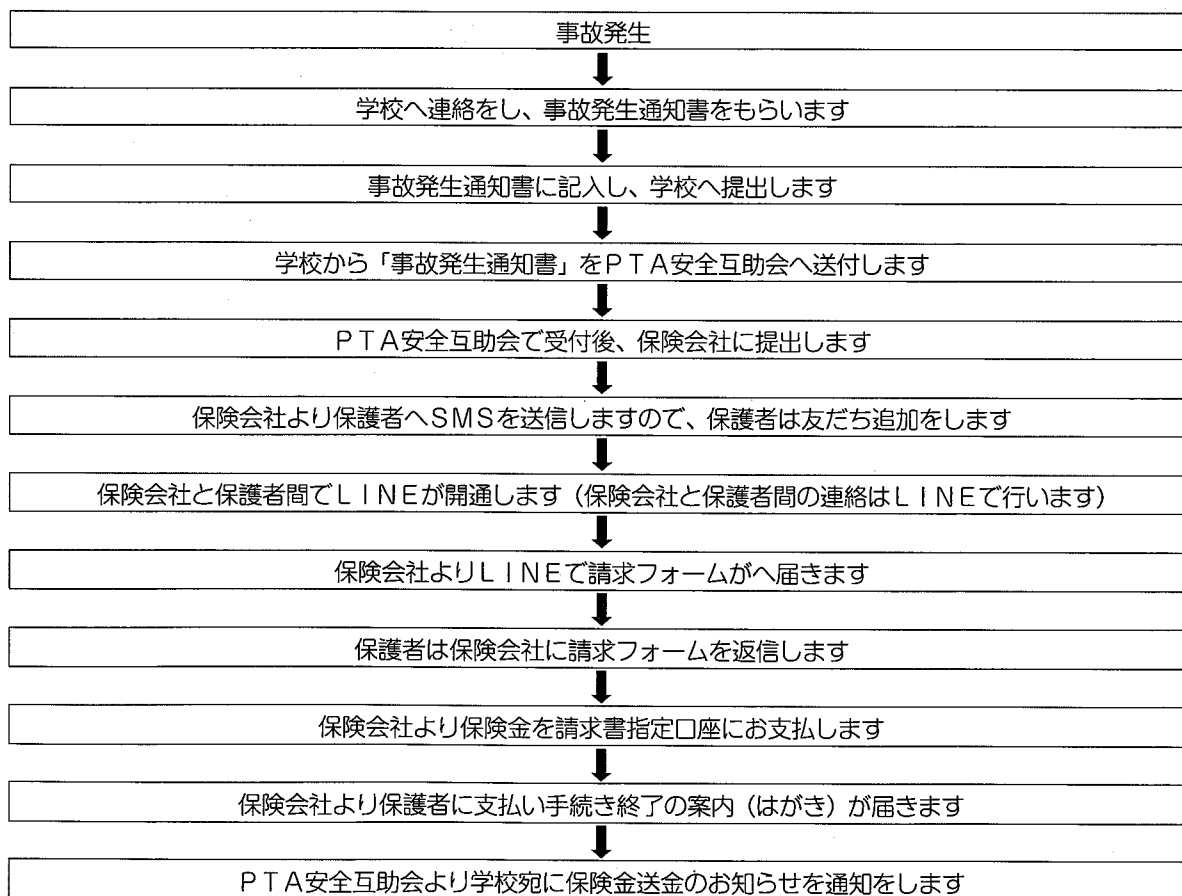 事故発生
学校へ連絡をし、事故発生通知書をもらいます
事故発生通知書に記入し、学校へ提出します
学校から「事故発生通知書」をPTA安全互助会へ送付します
PTA安全互助会で受付後、保険会社に提出します
保険会社より保護者へSMSを送信しますので、保護者は友だち追加をします
保険会社と保護者間でLINEが開通します(保険会社と保護者間の連絡はLINEで行います)
保険会社よりLINEで請求フォームがへ届きます
保護者は保険会社に請求フォームを返信します
保険会社より保険金を請求書指定口座にお支払します
保険会社より保護者に支払い手続き終了の案内(はがき)が届きます
PTA安全互助会より学校宛に保険金送金のお知らせを通知をします